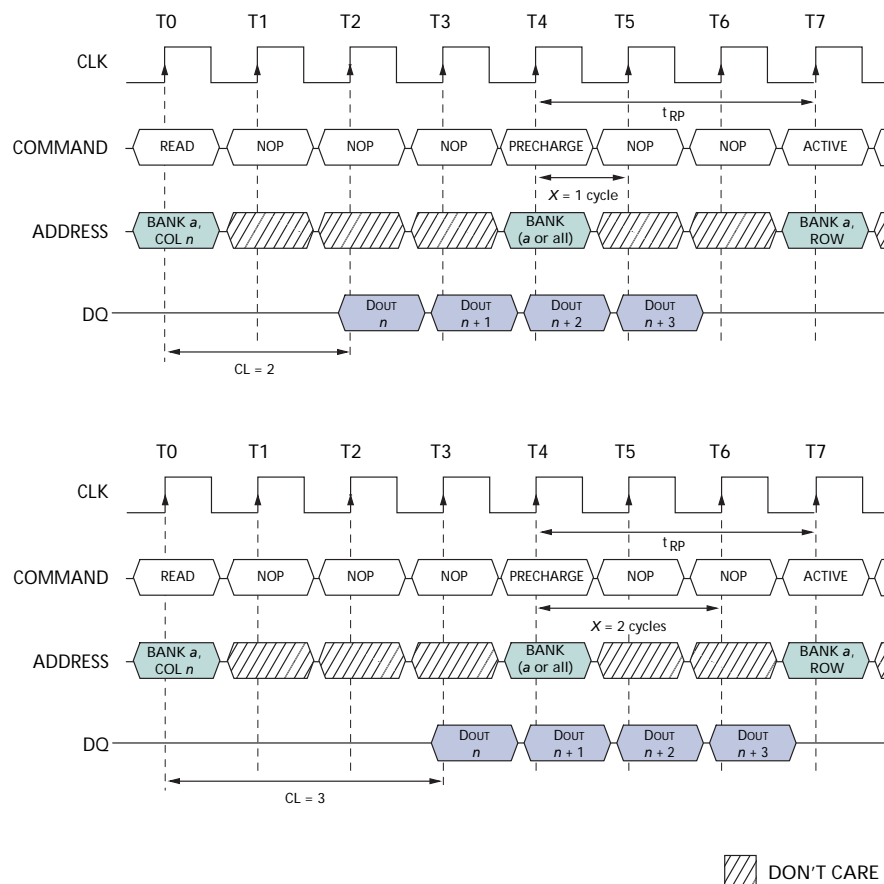 T0 T1 T2 T3 T4 T5 T6 T7
CLK
tRP
COMMAND READ NOP NOP NOP PRECHARGE NOP NOP ACTIVE
X = 1 cycle
ADDRESS BANK a, COL n BANK (a or all) BANK a, ROW
DQ DOUT n DOUT n + 1 DOUT n + 2 DOUT n + 3
CL = 2
T0 T1 T2 T3 T4 T5 T6 T7
CLK
tRP
COMMAND READ NOP NOP NOP PRECHARGE NOP NOP ACTIVE
X = 2 cycles
ADDRESS BANK a, COL n BANK (a or all) BANK a, ROW
DQ DOUT n DOUT n + 1 DOUT n + 2 DOUT n + 3
CL = 3
DON'T CARE